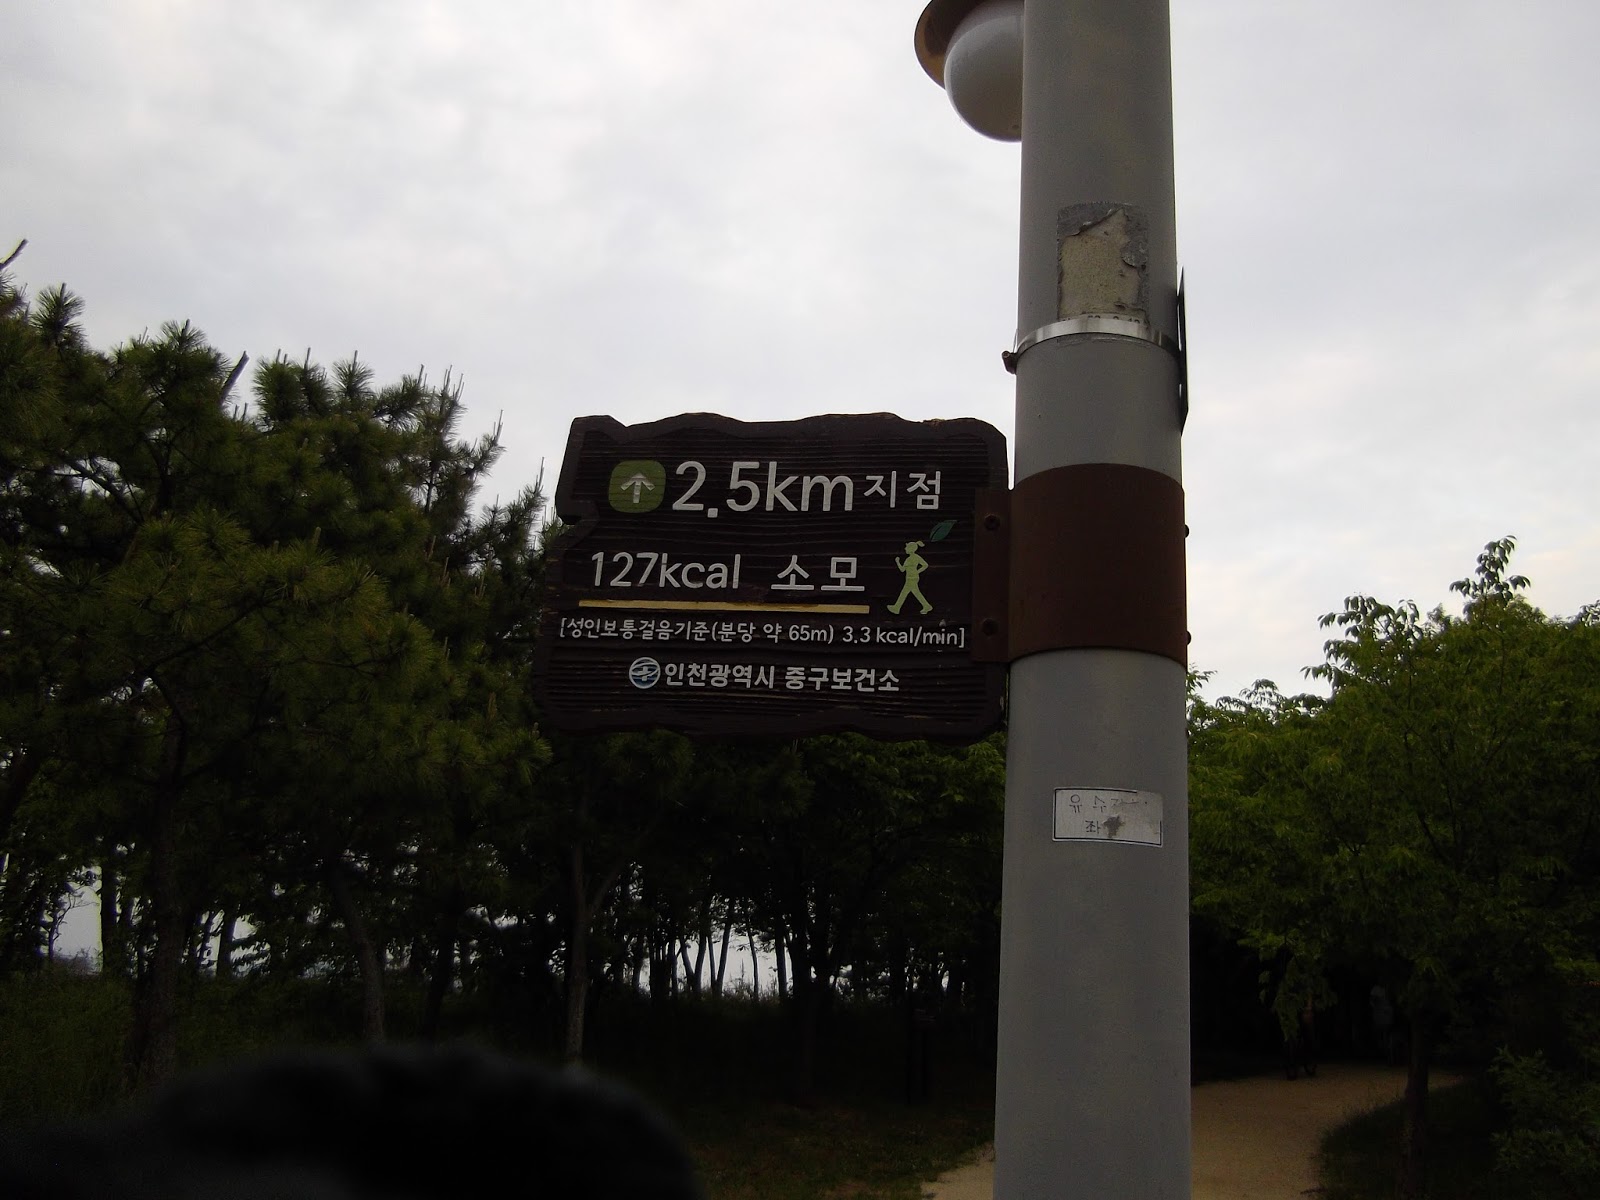 2.5km 지점
127kcal 소모
[성인보통걸음기준(분당 약 65m) 3.3 kcal/min]
인천광역시 중구보건소